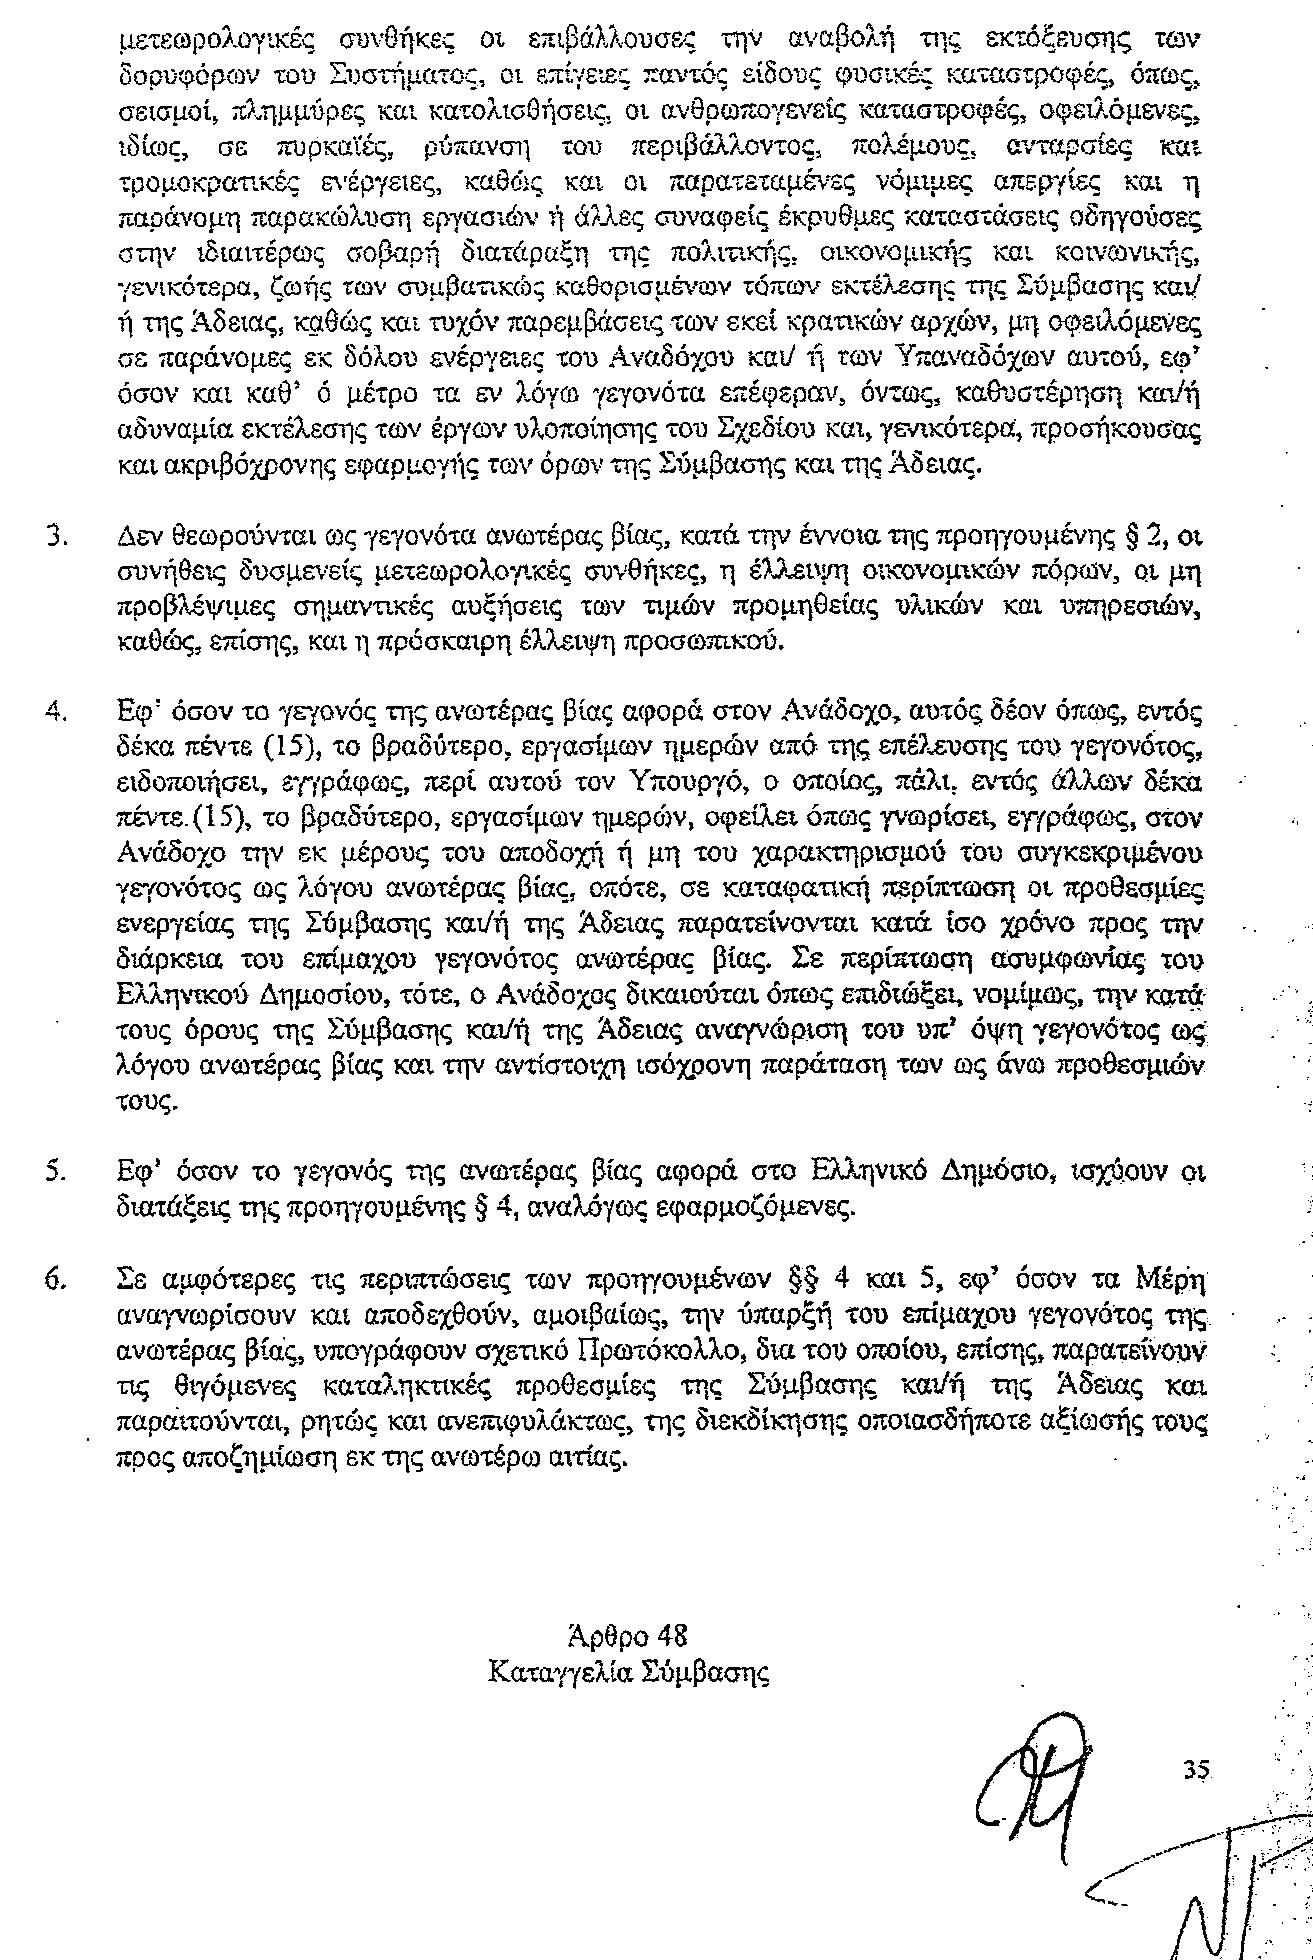 μετεωρολογικές συνθήκες οι επιβάλλουσες την αναβολή της εκτόξευσης των
δορυφόρων του Συστήματος, οι επίγειες παντός είδους φυσικές καταστροφές, όπως,
σεισμοί, πλημμύρες και κατολισθήσεις, οι ανθρωπογενείς καταστροφές, οφειλόμενες,
ιδίως, σε πυρκαϊές, ρύπανση του περιβάλλοντος, πολέμους, ανταρσίες και
τρομοκρατικές ενέργειες, καθώς και οι παρατεταμένες νόμιμες απεργίες και η
παράνομη παρακώλυση εργασιών ή άλλες συναφείς έκρυθμες καταστάσεις οδηγούσες
στην ιδιαιτέρως σοβαρή διατάραξη της πολιτικής, οικονομικής και κοινωνικής,
γενικότερα, ζωής των συμβατικώς καθορισμένων τόπων εκτέλεσης της Σύμβασης και/
ή της Άδειας, καθώς και τυχόν παρεμβάσεις των εκεί κρατικών αρχών, μη οφειλόμενες
σε παράνομες εκ δόλου ενέργειες του Αναδόχου και/ ή των Υπαναδόχων αυτού, εφ’
όσον και καθ’ ό μέτρο τα εν λόγω γεγονότα επέφεραν, όντως, καθυστέρηση και/ή
αδυναμία εκτέλεσης των έργων υλοποίησης του Σχεδίου και, γενικότερα, προσήκουσας
και ακριβόχρονης εφαρμογής των όρων της Σύμβασης και της Άδειας.
3. Δεν θεωρούνται ως γεγονότα ανωτέρας βίας, κατά την έννοια της προηγουμένης § 2, οι
συνήθεις δυσμενείς μετεωρολογικές συνθήκες, η έλλειψη οικονομικών πόρων, οι μη
προβλέψιμες σημαντικές αυξήσεις των τιμών προμηθείας υλικών και υπηρεσιών,
καθώς, επίσης, και η πρόσκαιρη έλλειψη προσωπικού.
4. Εφ’ όσον το γεγονός της ανωτέρας βίας αφορά στον Ανάδοχο, αυτός δέον όπως, εντός
δέκα πέντε (15), το βραδύτερο, εργασίμων ημερών από της επέλευσης του γεγονότος,
ειδοποιήσει, εγγράφως, περί αυτού τον Υπουργό, ο οποίος, πάλι, εντός άλλων δέκα
πέντε (15), το βραδύτερο, εργασίμων ημερών, οφείλει όπως γνωρίσει, εγγράφως, στον
Ανάδοχο την εκ μέρους του αποδοχή ή μη του χαρακτηρισμού του συγκεκριμένου
γεγονότος ως λόγου ανωτέρας βίας, οπότε, σε καταφατική περίπτωση οι προθεσμίες
ενεργείας της Σύμβασης και/ή της Άδειας παρατείνονται κατά ίσο χρόνο προς την
διάρκεια του επίμαχου γεγονότος ανωτέρας βίας. Σε περίπτωση ασυμφωνίας του
Ελληνικού Δημοσίου, τότε, ο Ανάδοχος δικαιούται όπως επιδιώξει, νομίμως, την κατά
τους όρους της Σύμβασης και/ή της Άδειας αναγνώριση του υπ’ όψη γεγονότος ως
λόγου ανωτέρας βίας και την αντίστοιχη ισόχρονη παράταση των ως άνω προθεσμιών
τους.
5. Εφ’ όσον το γεγονός της ανωτέρας βίας αφορά στο Ελληνικό Δημόσιο, ισχύουν οι
διατάξεις της προηγουμένης § 4, αναλόγως εφαρμοζόμενες.
6. Σε αμφότερες τις περιπτώσεις των προηγουμένων §§ 4 και 5, εφ’ όσον τα Μέρη
αναγνωρίσουν και αποδεχθούν, αμοιβαίως, την ύπαρξή του επίμαχου γεγονότος της
ανωτέρας βίας, υπογράφουν σχετικό Πρωτόκολλο, δια του οποίου, επίσης, παρατείνουν
τις θιγόμενες καταληκτικές προθεσμίες της Σύμβασης και/ή της Άδειας και
παραιτούνται, ρητώς και ανεπιφυλάκτως, της διεκδίκησης οποιασδήποτε αξίωσής τους
προς αποζημίωση εκ της ανωτέρω αιτίας.
Άρθρο 48
Καταγγελία Σύμβασης
35